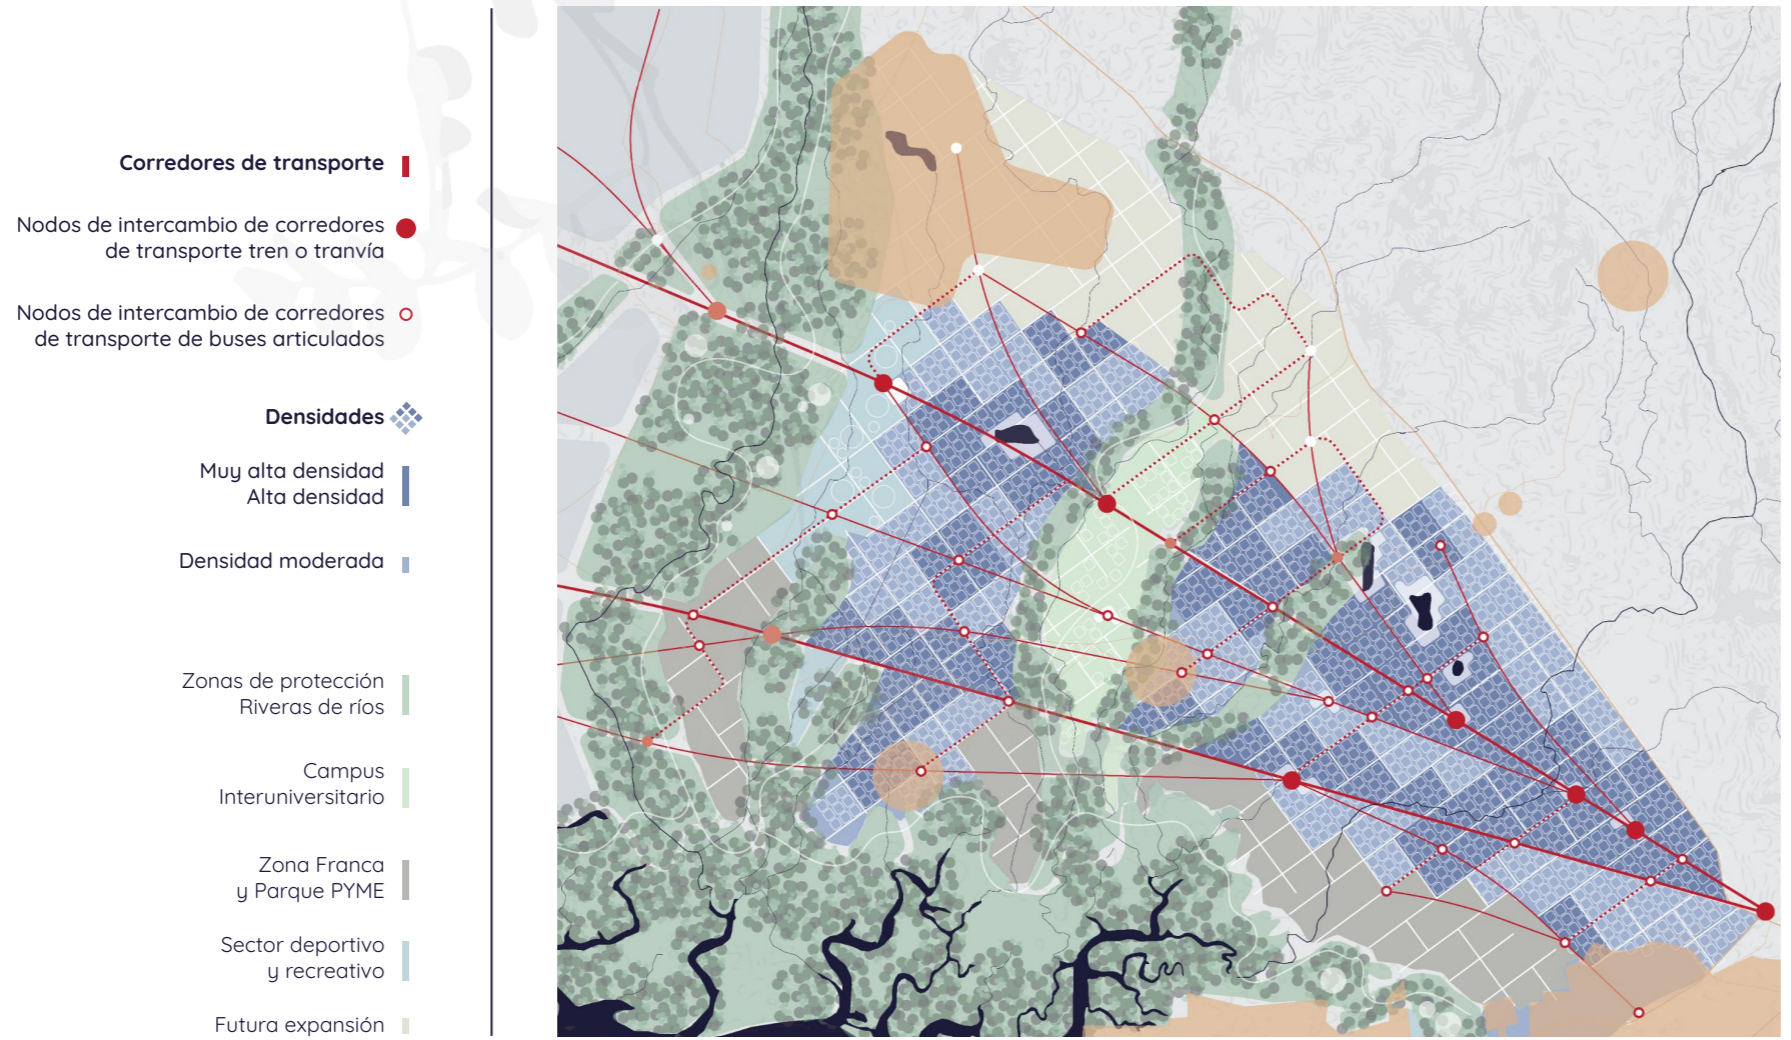 Corredores de transporte
Nodos de intercambio de corredores
de transporte tren o tranvía
Nodos de intercambio de corredores
de transporte de buses articulados
Densidades
Muy alta densidad
Alta densidad
Densidad moderada
Zonas de protección
Riveras de ríos
Campus
Interuniversitario
Zona Franca
y Parque PYME
Sector deportivo
y recreativo
Futura expansión